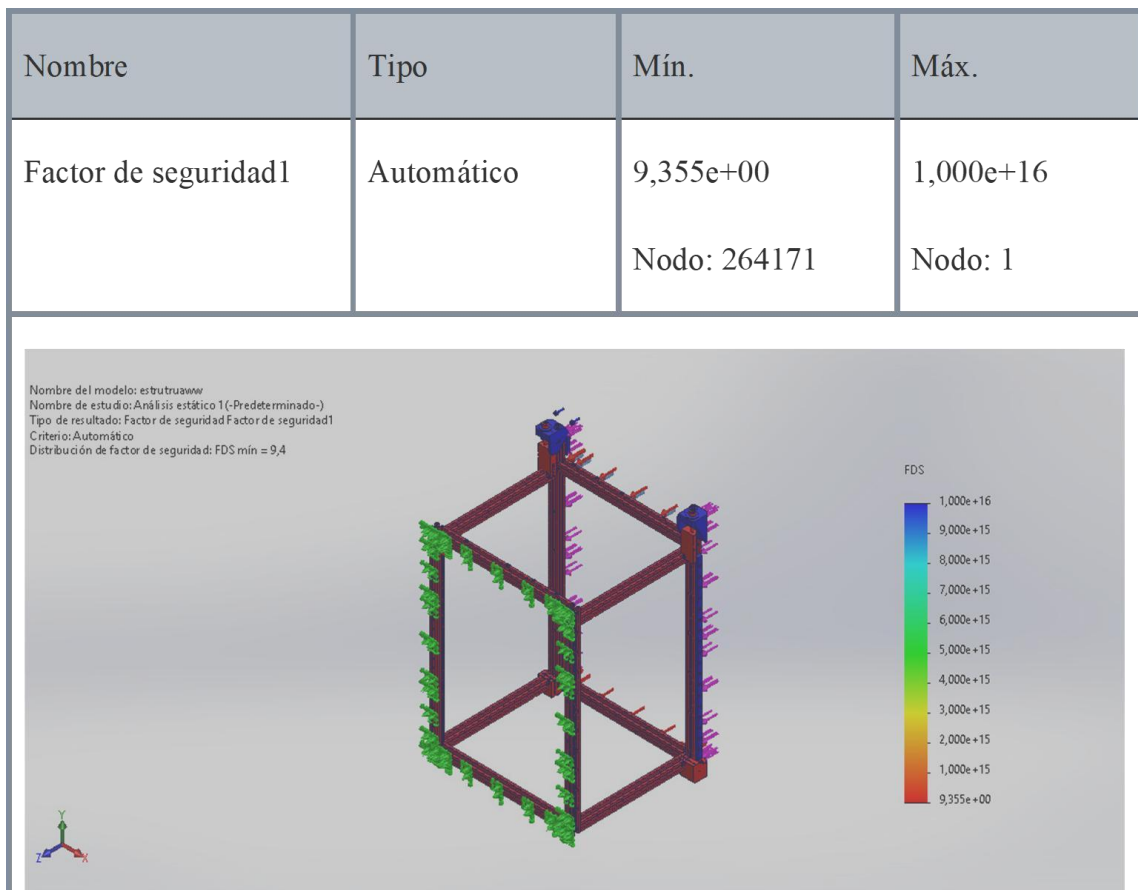 Nombre Tipo Mín. Máx.
Factor de seguridad1 Automático 9,355e+00 1,000e+16
Nodo: 264171 Nodo: 1
Nombre del modelo: estrutruaww
Nombre de estudio: Análisis estático 1(-Predeterminado-)
Tipo de resultado: Factor de seguridad Factor de seguridad1
Criterio: Automático
Distribución de factor de seguridad: FDS mín = 9,4
FDS
1,000e+16
9,000e+15
8,000e+15
7,000e+15
6,000e+15
5,000e+15
4,000e+15
3,000e+15
2,000e+15
1,000e+15
9,355e+00
Y
Z X